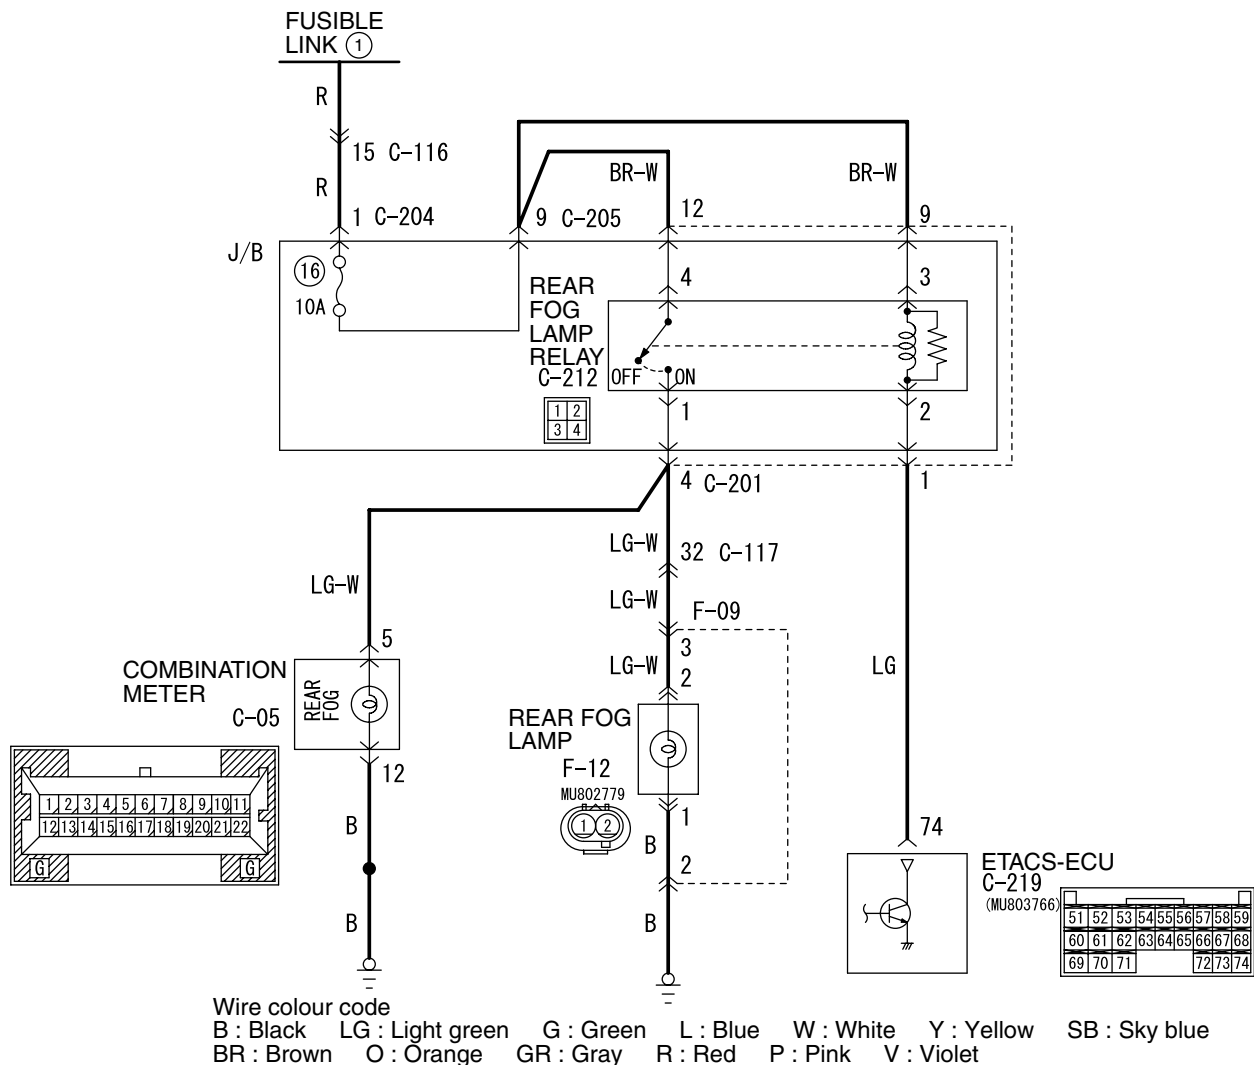 FUSIBLE
LINK 1
R
15 C-116
R
1 C-204
9 C-205
BR-W
12
BR-W
9
J/B
16
10A
REAR
FOG
LAMP
RELAY
C-212
4
3
OFF
ON
1 2
3 4
1
2
4 C-201
1
LG-W
32 C-117
LG-W
LG-W
F-09
3
LG-W
2
LG
5
COMBINATION
METER
C-05
REAR
FOG
12
REAR FOG
LAMP
F-12
MU802779
1 2
1
B
2
B
1 2 3 4 5 6 7 8 9 10 11
12 13 14 15 16 17 18 19 20 21 22
G G
B
B
74
ETACS-ECU
C-219
(MU803766)
51 52 53 54 55 56 57 58 59
60 61 62 63 64 65 66 67 68
69 70 71 72 73 74
Wire colour code
B : Black LG : Light green G : Green L : Blue W : White Y : Yellow SB : Sky blue
BR : Brown O : Orange GR : Gray R : Red P : Pink V : Violet